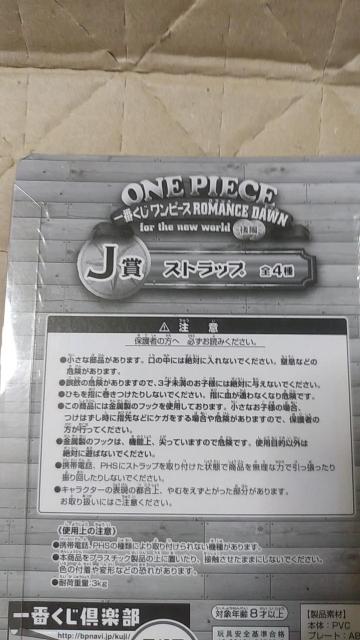 ONE PIECE
一番くじ ワンピース ROMANCE DAWN
for the new world 後編
J賞 ストラップ 全4種
⚠ 注意
保護者の方へ 必ずお読みください。
●小さな部品があります。口の中には絶対に入れないでください。窒息などの
危険があります。
●誤飲の危険がありますので、3才未満のお子様には絶対に与えないでください。
●ひもを指に巻きつけたりしないでください。指に血が通わなくなり危険です。
●この商品には金属製のフックを使用しております。小さなお子様の場合、
つけはずし時に指先などにケガをする場合や危険がありますので、保護者の
方が行ってください。
●金属製のフックは、機能上、尖っていますので危険です。使用目的以外は
絶対に遊ばないでください。
●携帯電話、PHSにストラップを取り付けた状態で商品を無理な力で引っ張ったり
振り回したりしないでください。
●キャラクターの表現の都合上、やむをえずとがった部分があります。
お取り扱いにはご注意ください。
〈使用上の注意〉
●携帯電話、PHSの種類により取り付けられない機種があります。
●本商品をプラスチック製品の上に置いたり、接触させたままにしないでください。
色の付着や変形などの恐れがあります。
●耐荷重量:3kg
一番くじ倶楽部
http://bpnavi.jp/kuji/
対象年齢 8才以上
玩具安全基準合格
【製品素材】
本体:PVC
プレート